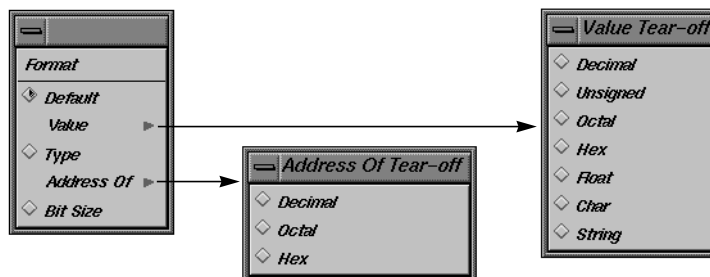 Format
Default
Value
Type
Address Of
Bit Size
Address Of Tear-off
Decimal
Octal
Hex
Value Tear-off
Decimal
Unsigned
Octal
Hex
Float
Char
String